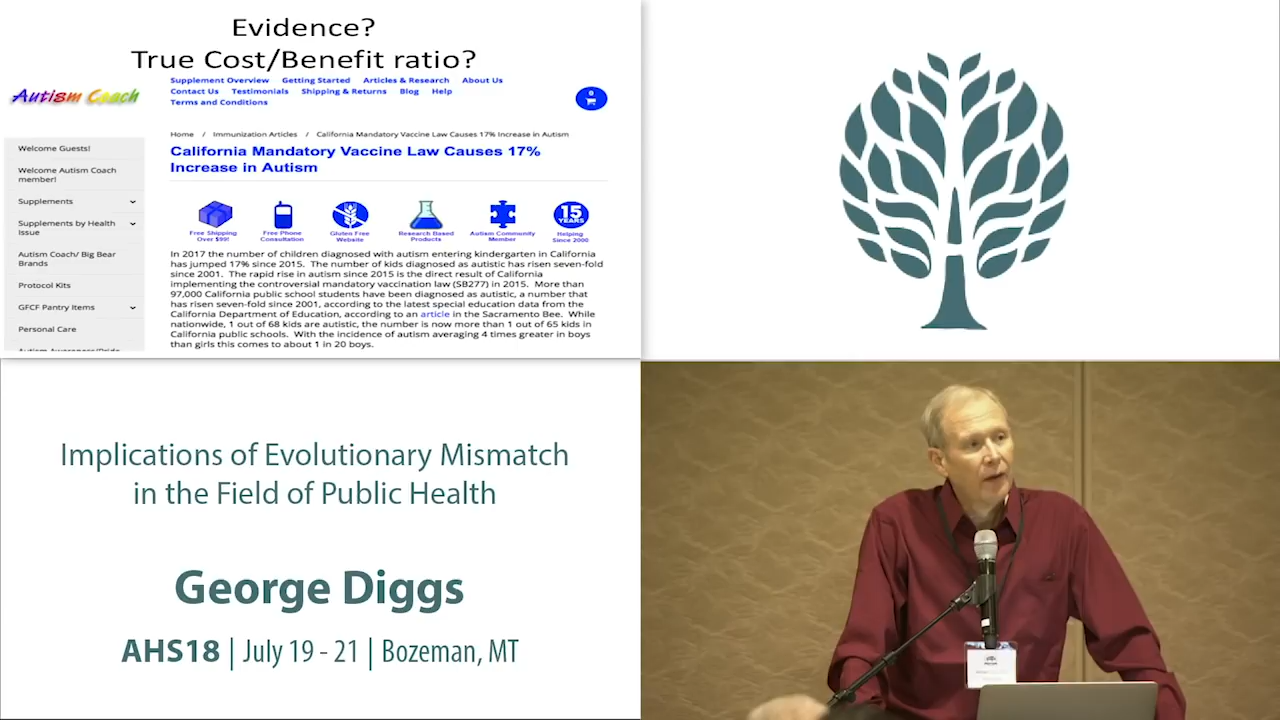 Evidence?
True Cost/Benefit ratio?
Autism Coach
Supplement Overview Getting Started Articles & Research About Us
Contact Us Testimonials Shipping & Returns Blog Help
Terms and Conditions
0
Home / Immunization Articles / California Mandatory Vaccine Law Causes 17% Increase in Autism
California Mandatory Vaccine Law Causes 17%
Increase in Autism
Welcome Guests!
Welcome Autism Coach
member!
Supplements
Supplements by Health
Issue
Autism Coach/ Big Bear
Brands
Protocol Kits
GFCF Pantry Items
Personal Care
15
YEARS
Free Shipping
Over $99!
Free Phone
Consultation
Gluten Free
Website
Research Based
Products
Autism Community
Member
Helping
Since 2000
In 2017 the number of children diagnosed with autism entering kindergarten in California
has jumped 17% since 2015. The number of kids diagnosed as autistic has risen seven-fold
since 2001. The rapid rise in autism since 2015 is the direct result of California
implementing the controversial mandatory vaccination law (SB277) in 2015. More than
97,000 California public school students have been diagnosed as autistic, a number that
has risen seven-fold since 2001, according to the latest special education data from the
California Department of Education, according to an article in the Sacramento Bee. While
nationwide, 1 out of 68 kids are autistic, the number is now more than 1 out of 65 kids in
California public schools. With the incidence of autism averaging 4 times greater in boys
than girls this comes to about 1 in 20 boys.
Implications of Evolutionary Mismatch
in the Field of Public Health
George Diggs
AHS18 | July 19 - 21 | Bozeman, MT